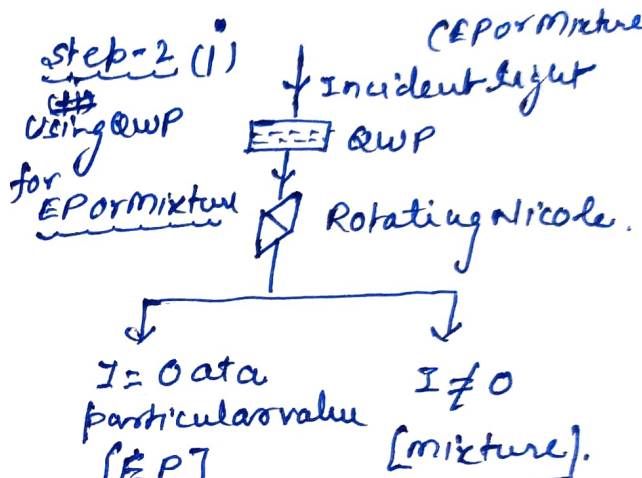 step-2 (i)
Using QWP
for
EP or Mixture
(EP or Mixture
Incident light
QWP
Rotating Nicole.
I = 0 at a
particular value
[EP]
I ≠ 0
[mixture].